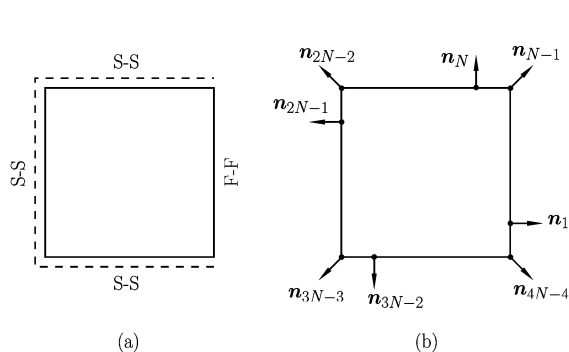 S-S
S-S
F-F
S-S
(a)
n_{2N−2}
n_N
n_{N−1}
n_{2N−1}
n_1
n_{3N−3}
n_{3N−2}
n_{4N−4}
(b)